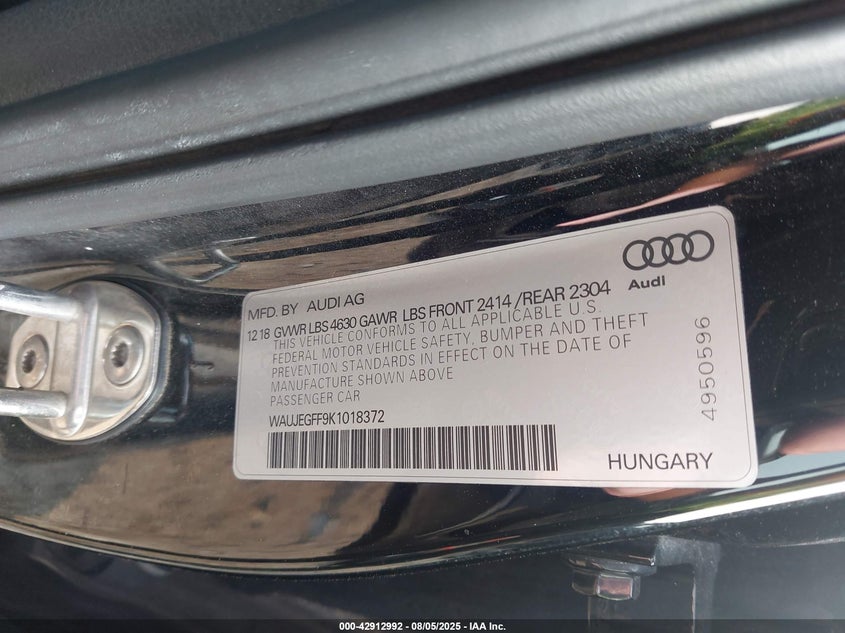 MFD. BY AUDI AG
12 18 GVWR LBS 4630 GAWR LBS FRONT 2414 /REAR 2304
THIS VEHICLE CONFORMS TO ALL APPLICABLE U.S.
FEDERAL MOTOR VEHICLE SAFETY, BUMPER AND THEFT
PREVENTION STANDARDS IN EFFECT ON THE DATE OF
MANUFACTURE SHOWN ABOVE
PASSENGER CAR
WAUJEGFF9K1018372
Audi
4950596
HUNGARY
000-42912992 - 08/05/2025 - IAA Inc.